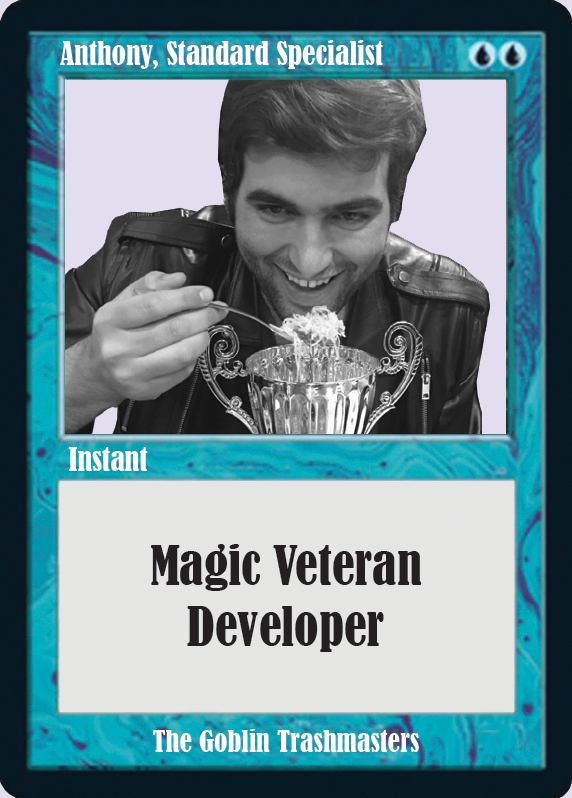 Anthony, Standard Specialist
Instant
Magic Veteran
Developer
The Goblin Trashmasters